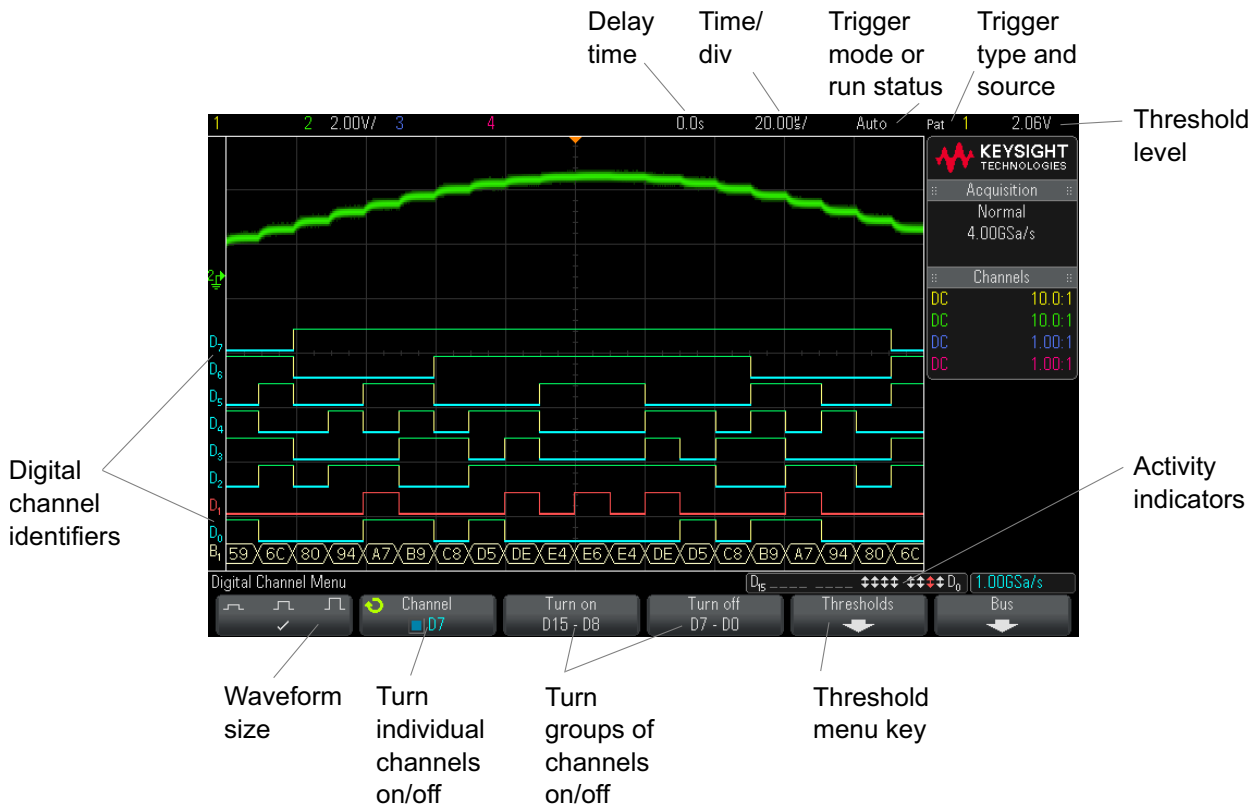 Delay
time
Time/
div
Trigger
mode or
run status
Trigger
type and
source
Threshold
level
1 2 2.00V/ 3 4 0.0s 20.00µs/ Auto Pat 1 2.06V
KEYSIGHT
TECHNOLOGIES
Acquisition
Normal
4.00GSa/s
Channels
DC 10.0:1
DC 10.0:1
DC 1.00:1
DC 1.00:1
2
D7
D6
D5
D4
D3
D2
D1
D0
B1 59 6C 80 94 A7 B9 C8 D5 DE E4 E6 E4 DE D5 C8 B9 A7 94 80 6C
Digital
channel
identifiers
Activity
indicators
Digital Channel Menu
D15 D0 1.00GSa/s
Channel
D7
Turn on
D15 - D8
Turn off
D7 - D0
Thresholds
Bus
Waveform
size
Turn
individual
channels
on/off
Turn
groups of
channels
on/off
Threshold
menu key